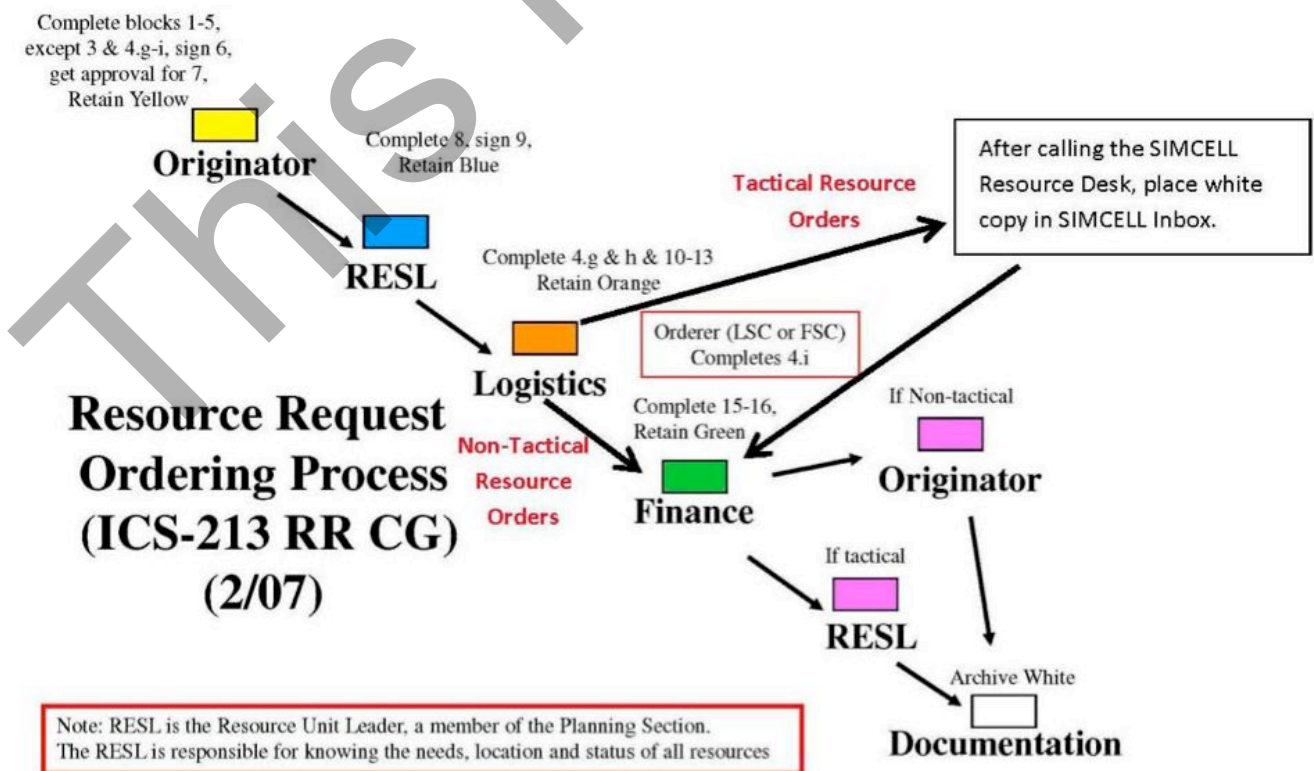 Complete blocks 1-5,
except 3 & 4.g-i, sign 6,
get approval for 7,
Retain Yellow
Originator
Complete 8, sign 9,
Retain Blue
RESL
Complete 4.g & h & 10-13
Retain Orange
Logistics
Tactical Resource
Orders
After calling the SIMCELL
Resource Desk, place white
copy in SIMCELL Inbox.
Orderer (LSC or FSC)
Completes 4.i
Non-Tactical
Resource
Orders
Complete 15-16,
Retain Green
Finance
If Non-tactical
Originator
If tactical
RESL
Archive White
Documentation
Resource Request
Ordering Process
(ICS-213 RR CG)
(2/07)
Note: RESL is the Resource Unit Leader, a member of the Planning Section.
The RESL is responsible for knowing the needs, location and status of all resources
This